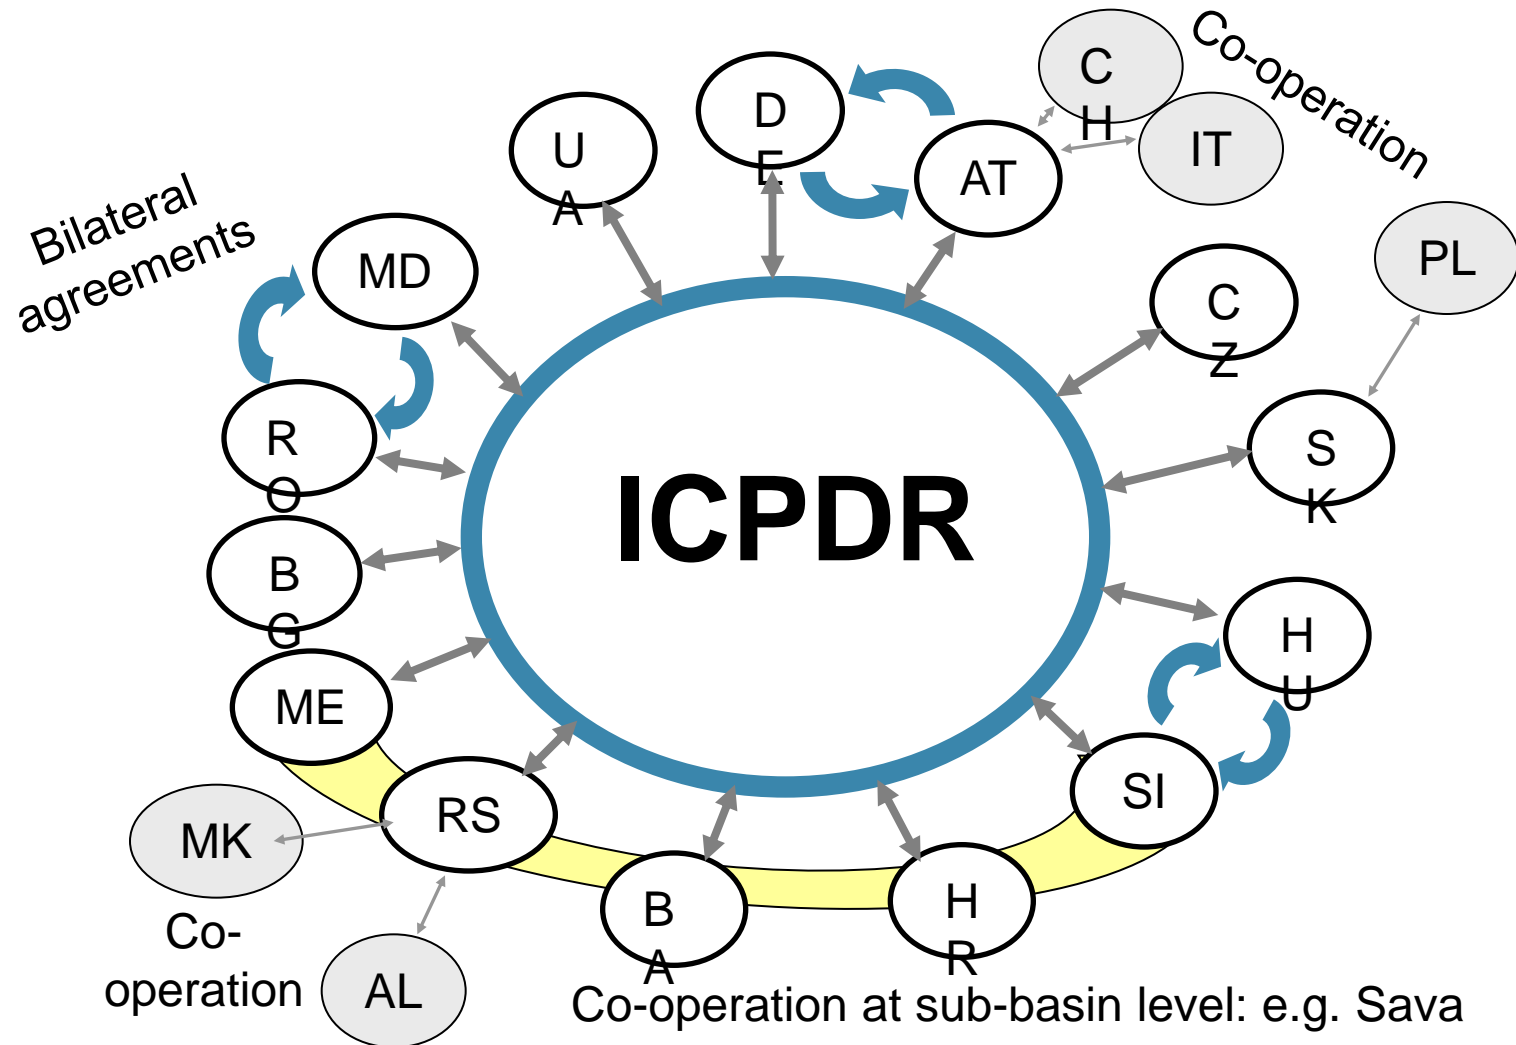 C
H
Co-operation
IT
D
E
AT
U
A
Bilateral
agreements
MD
PL
C
Z
R
O
S
K
ICPDR
B
G
H
U
ME
SI
RS
MK
B
A
H
R
Co-
operation
AL
Co-operation at sub-basin level: e.g. Sava